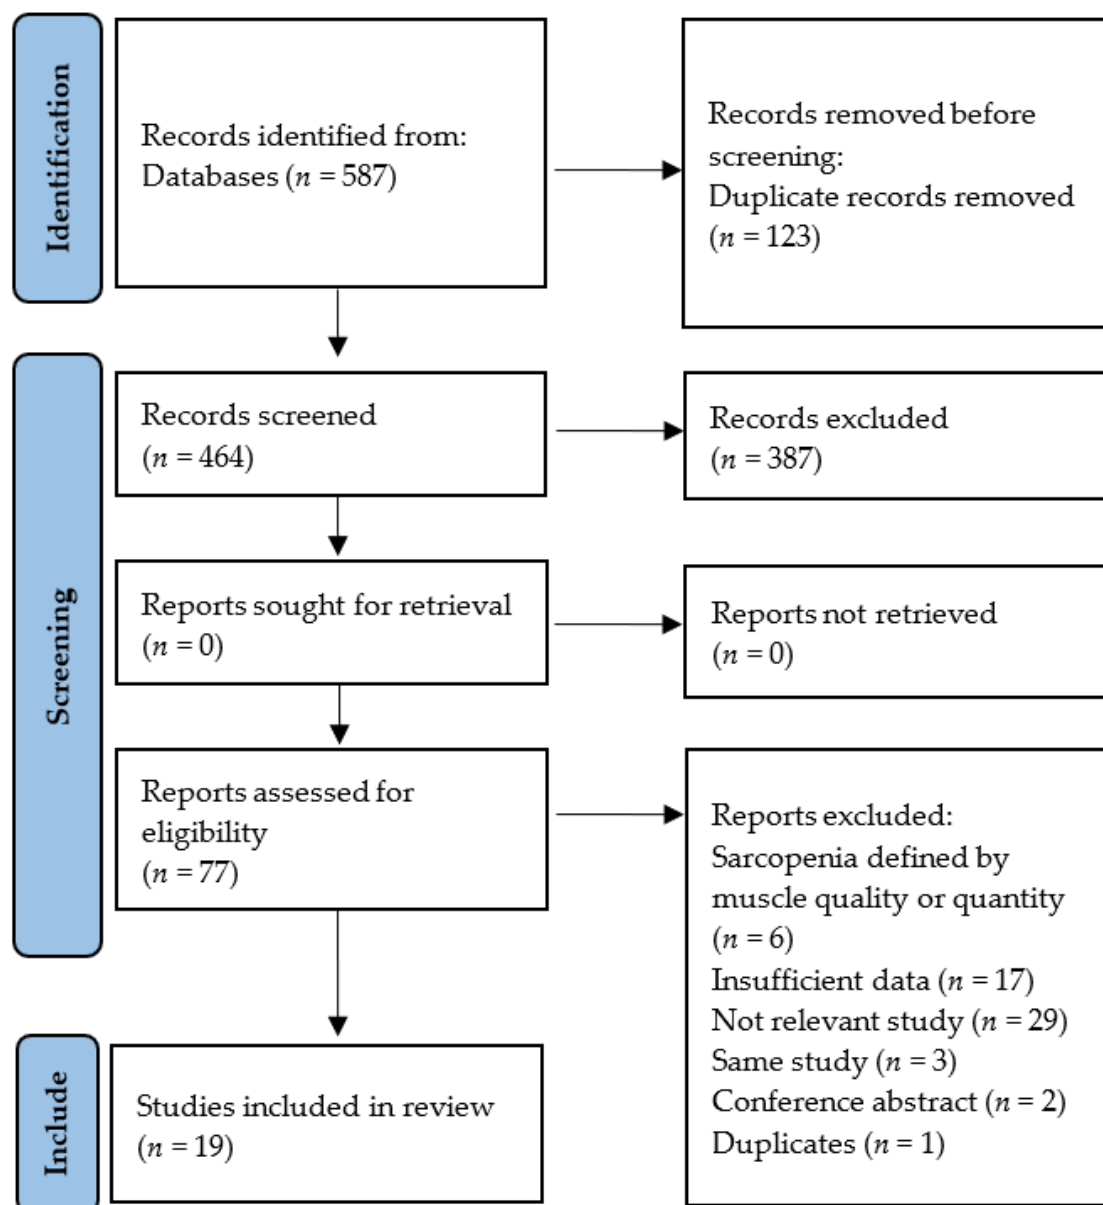 Identification
Records identified from:
Databases (n = 587)
Records removed before
screening:
Duplicate records removed
(n = 123)
Screening
Records screened
(n = 464)
Records excluded
(n = 387)
Reports sought for retrieval
(n = 0)
Reports not retrieved
(n = 0)
Reports assessed for
eligibility
(n = 77)
Reports excluded:
Sarcopenia defined by
muscle quality or quantity
(n = 6)
Insufficient data (n = 17)
Not relevant study (n = 29)
Same study (n = 3)
Conference abstract (n = 2)
Duplicates (n = 1)
Include
Studies included in review
(n = 19)